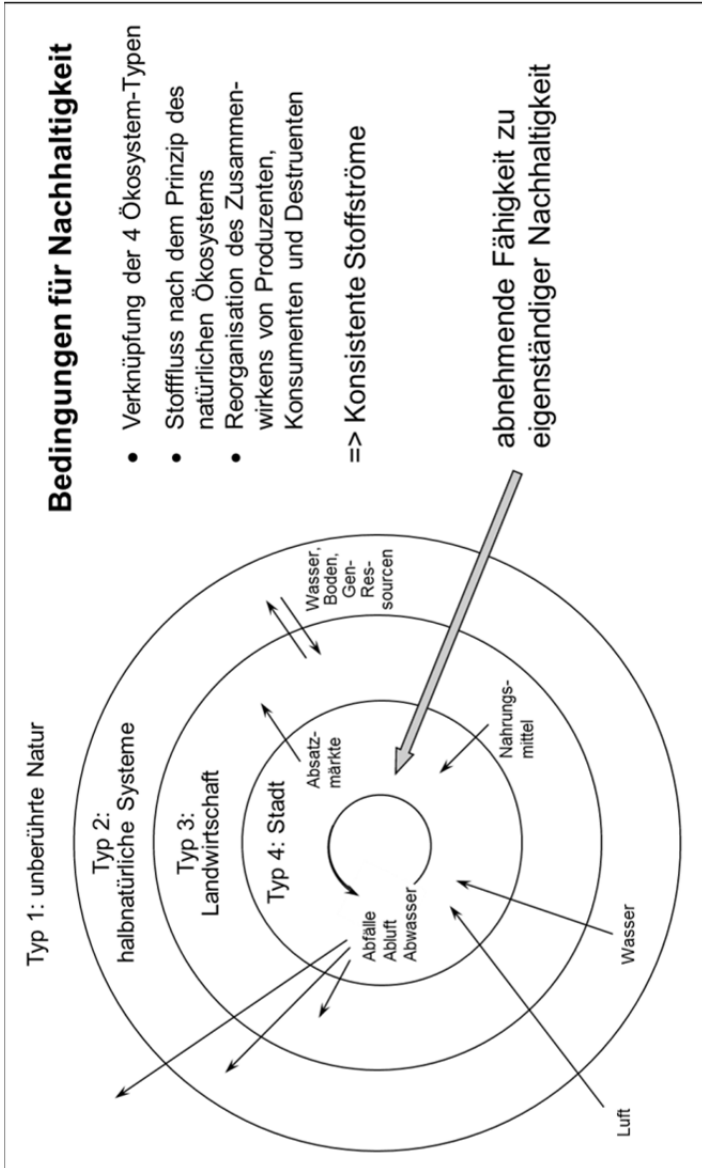 Bedingungen für Nachhaltigkeit
• Verknüpfung der 4 Ökosystem-Typen
• Stofffluss nach dem Prinzip des
natürlichen Ökosystems
• Reorganisation des Zusammen-
wirkens von Produzenten,
Konsumenten und Destruenten
=> Konsistente Stoffströme
abnehmende Fähigkeit zu
eigenständiger Nachhaltigkeit
Typ 1: unberührte Natur
Typ 2:
halbnatürliche Systeme
Typ 3:
Landwirtschaft
Typ 4: Stadt
Absatz-
märkte
Wasser,
Boden,
Gen-
Res-
sourcen
Abfälle
Abluft
Abwasser
Nahrungs-
mittel
Luft
Wasser